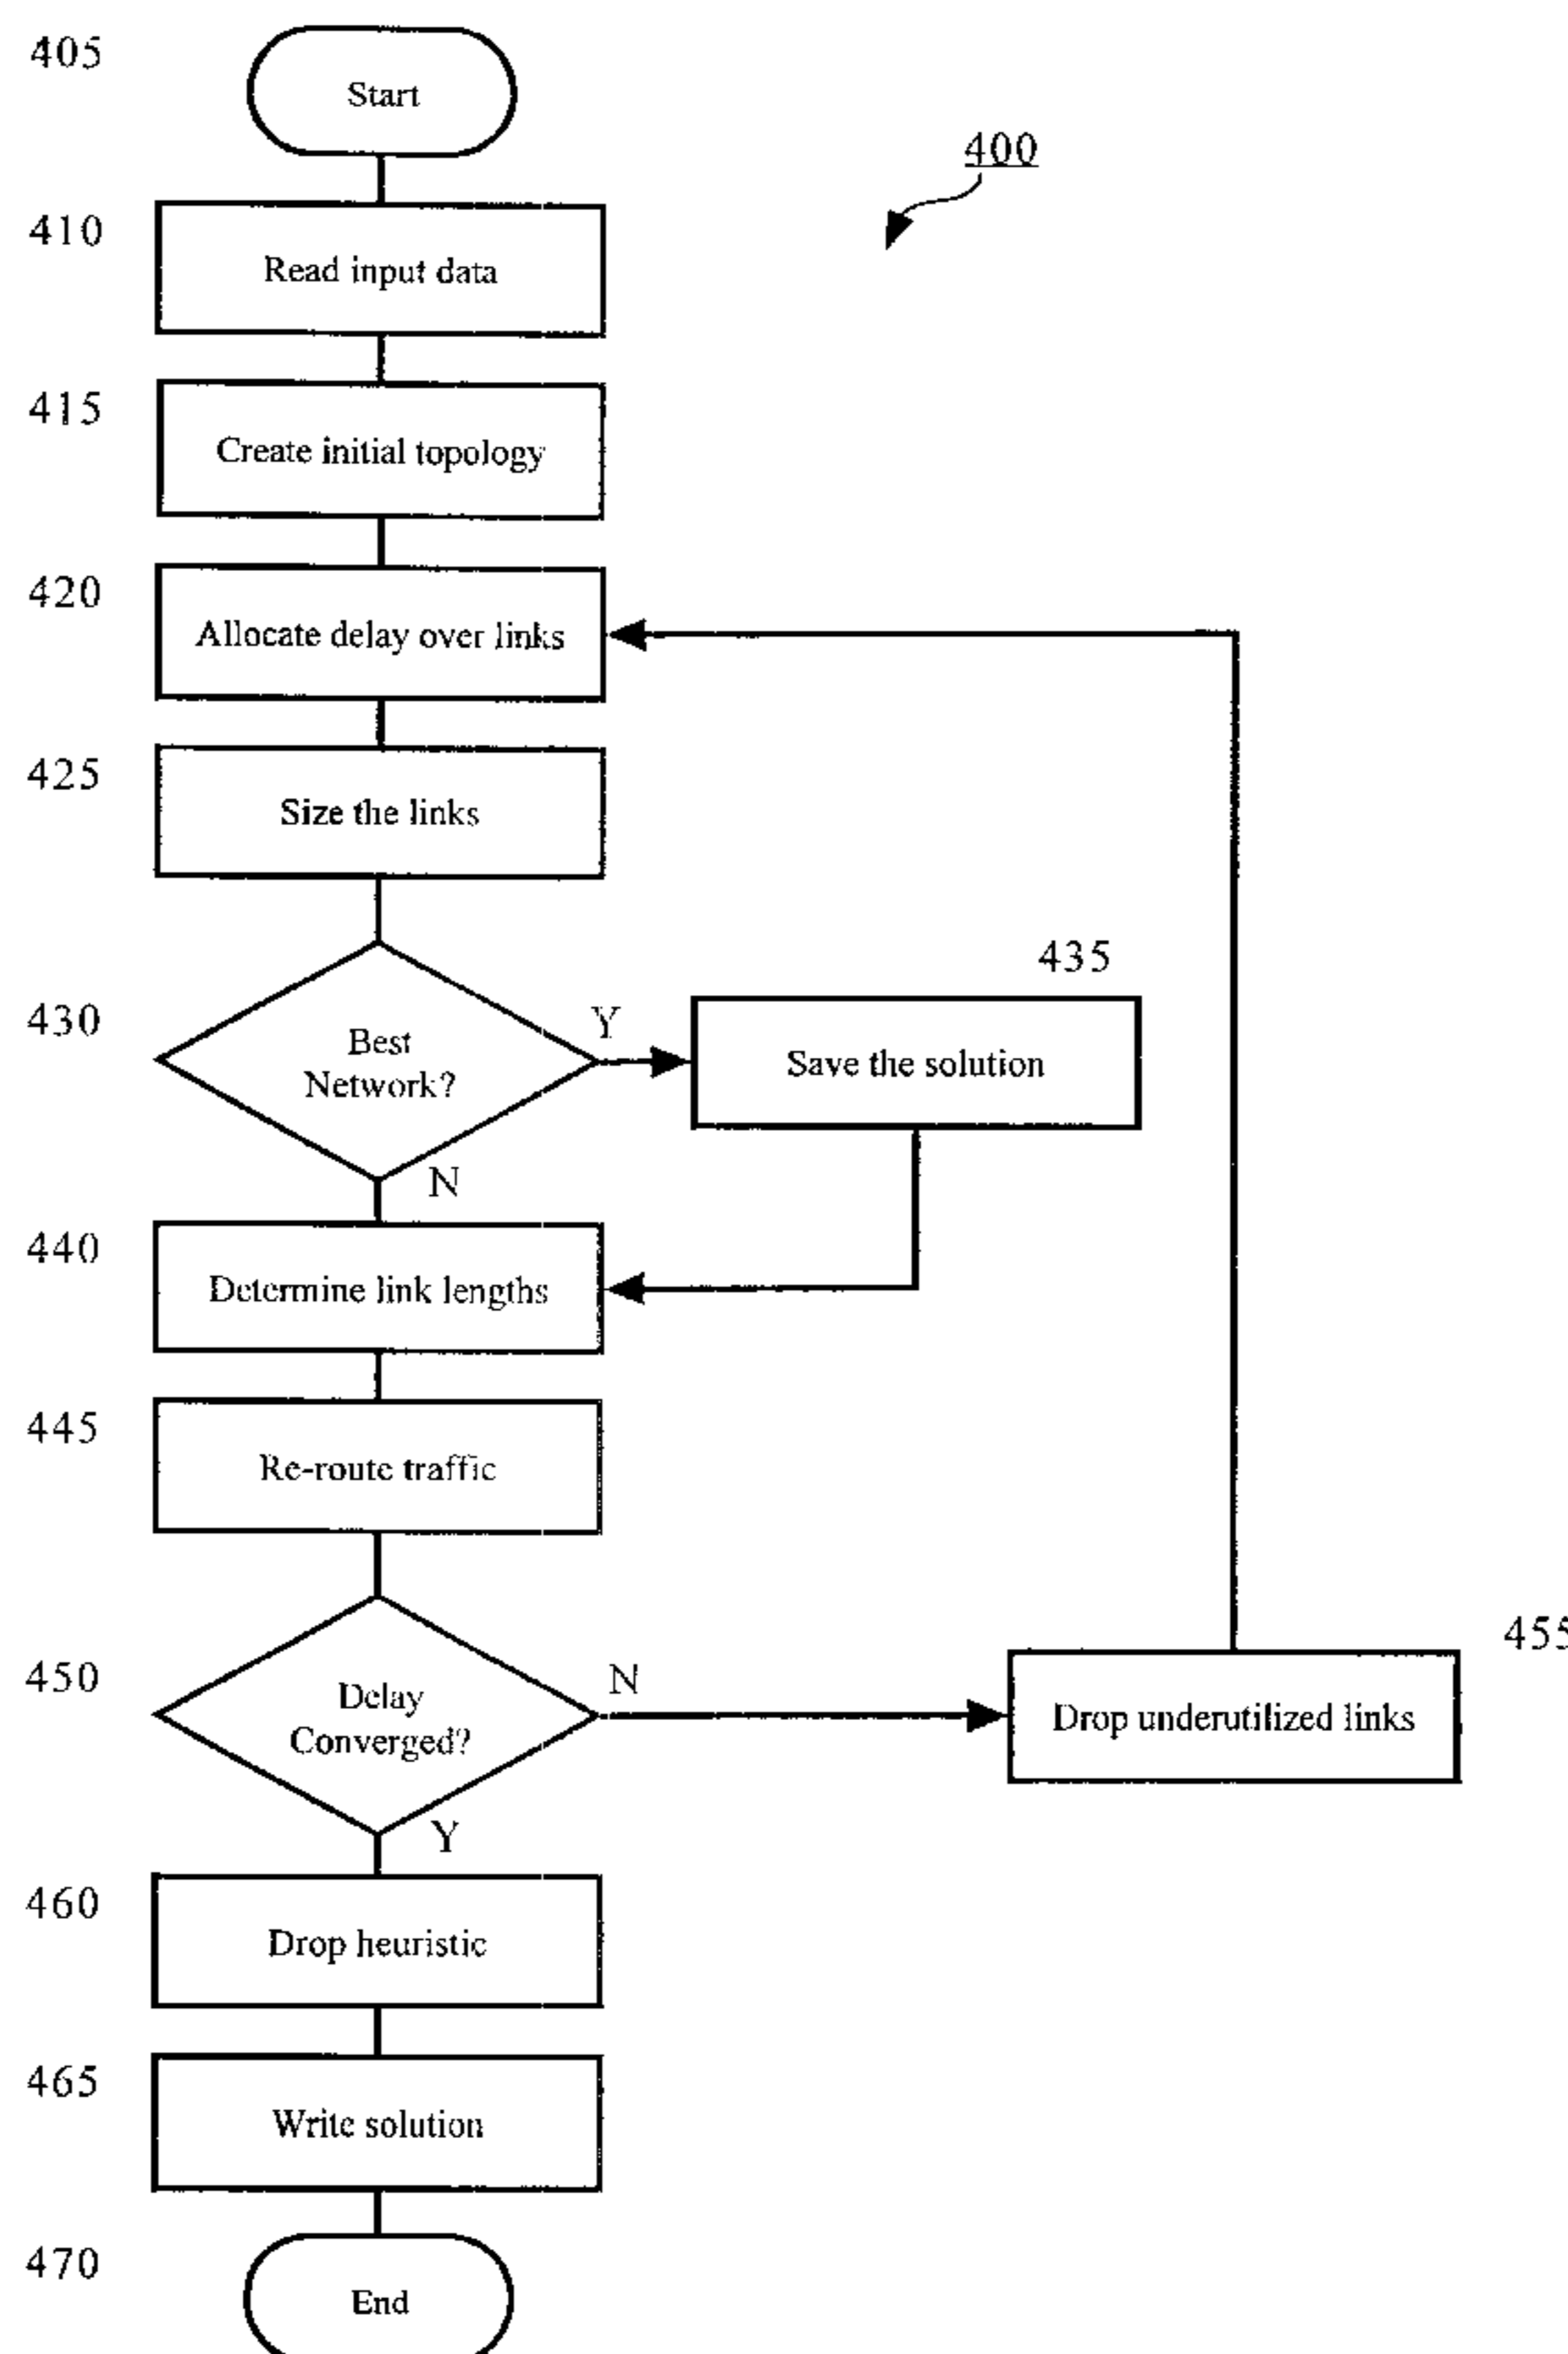 405
Start
400
410
Read input data
415
Create initial topology
420
Allocate delay over links
425
Size the links
430
Best
Network?
Y
435
Save the solution
N
440
Determine link lengths
445
Re-route traffic
450
Delay
Converged?
N
455
Drop underutilized links
Y
460
Drop heuristic
465
Write solution
470
End